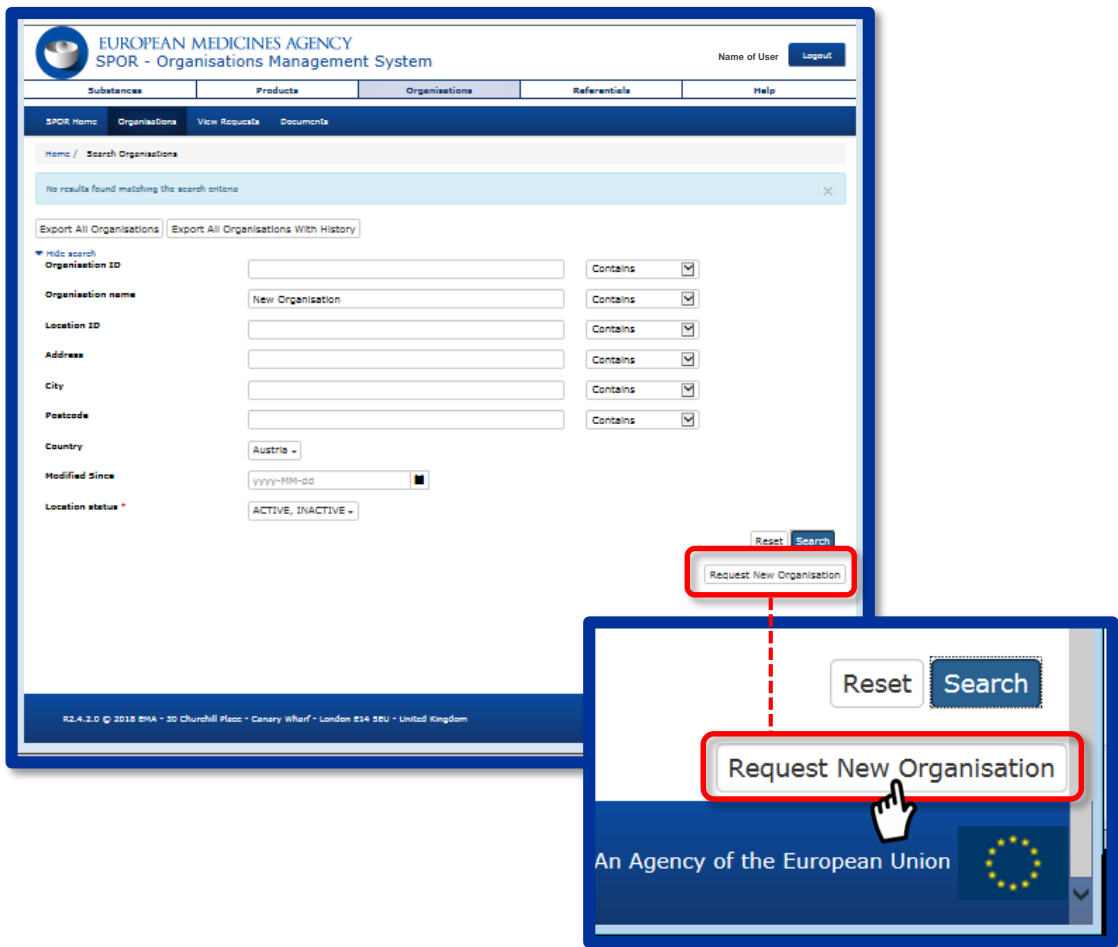 EUROPEAN MEDICINES AGENCY
SPOR - Organisations Management System
Name of User Logout
Substances Products Organisations Referentials Help
SPOR Home Organisations View Requests Documents
Home / Search Organisations
No results found matching the search criteria ×
Export All Organisations Export All Organisations With History
Hide search
Organisation ID Contains
Organisation name New Organisation Contains
Location ID Contains
Address Contains
City Contains
Postcode Contains
Country Austria
Modified Since yyyy-MM-dd
Location status * ACTIVE, INACTIVE
Reset Search
Request New Organisation
R2.4.2.0 © 2018 EMA - 30 Churchill Place - Canary Wharf - London E14 5EU - United Kingdom
Reset Search
Request New Organisation
An Agency of the European Union